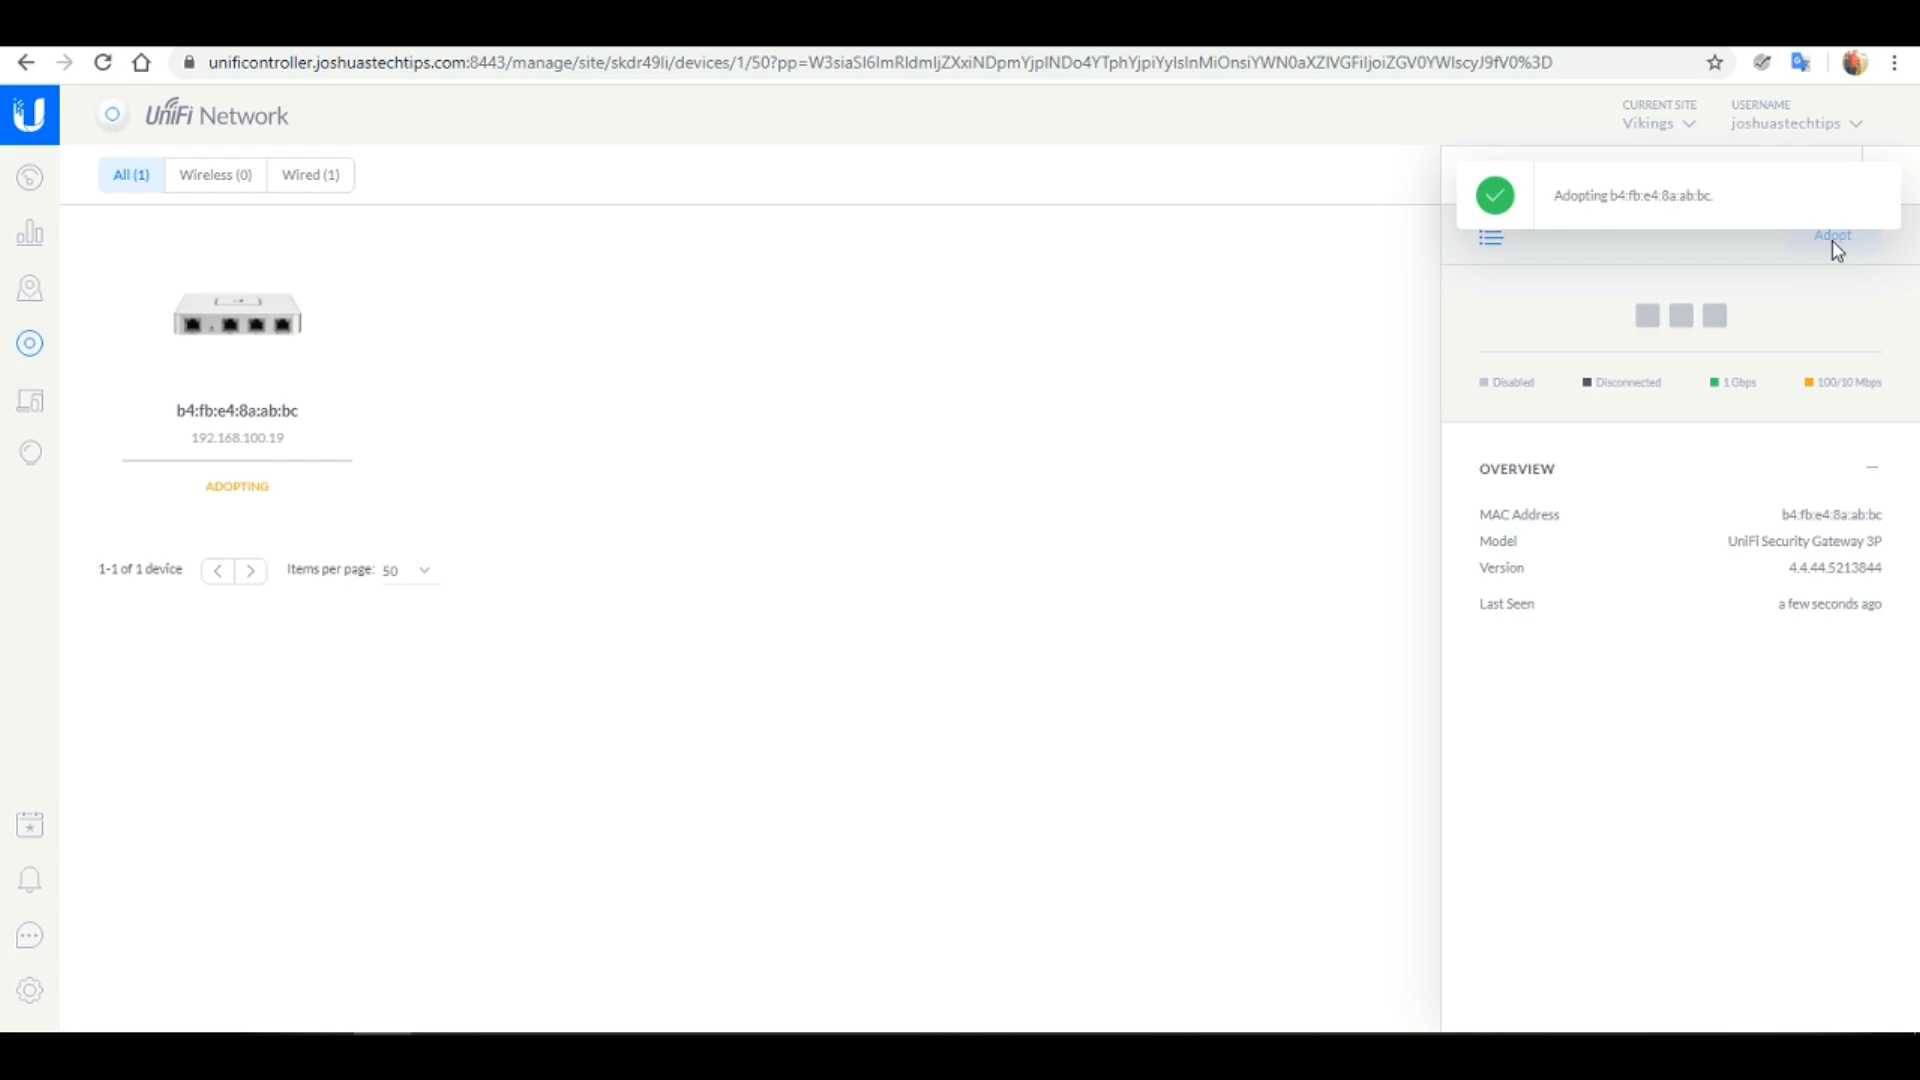 unificontroller.joshuastechtips.com:8443/manage/site/skdr49li/devices/1/50?pp=W3siaSI6ImRldmljZXxiNDpmYjplNDo4YTphYjpiYyIsInMiOnsiYWN0aXZlVGFiIjoiZGV0YWlscyJ9fV0%3D
UniFi Network
CURRENT SITE
Vikings
USERNAME
joshuastechtips
All (1)
Wireless (0)
Wired (1)
Adopting b4:fb:e4:8a:ab:bc.
Adopt
b4:fb:e4:8a:ab:bc
192.168.100.19
ADOPTING
1-1 of 1 device
Items per page: 50
Disabled
Disconnected
1 Gbps
100/10 Mbps
OVERVIEW
MAC Address b4:fb:e4:8a:ab:bc
Model UniFi Security Gateway 3P
Version 4.4.44.5213844
Last Seen a few seconds ago